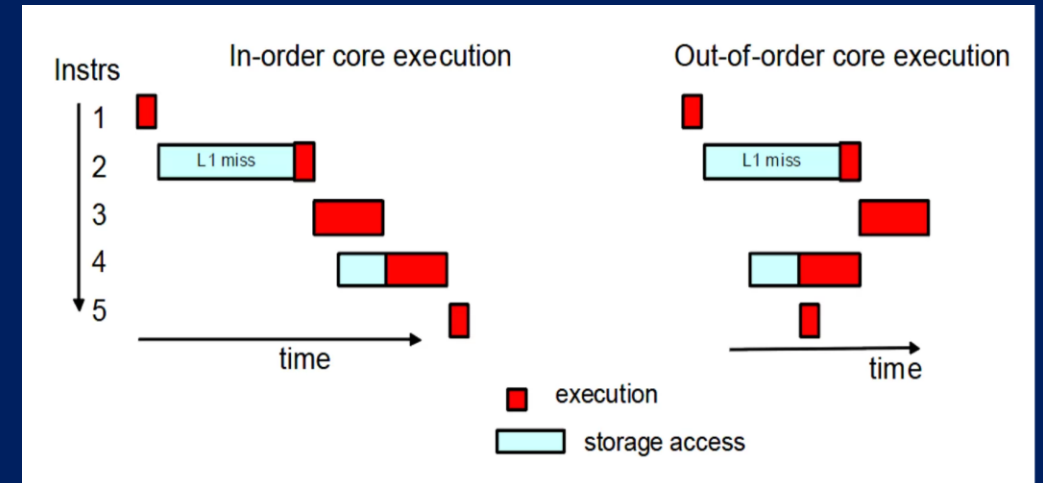 In-order core execution
Out-of-order core execution
Instrs
1
2
3
4
5
L1 miss
L1 miss
time
time
execution
storage access